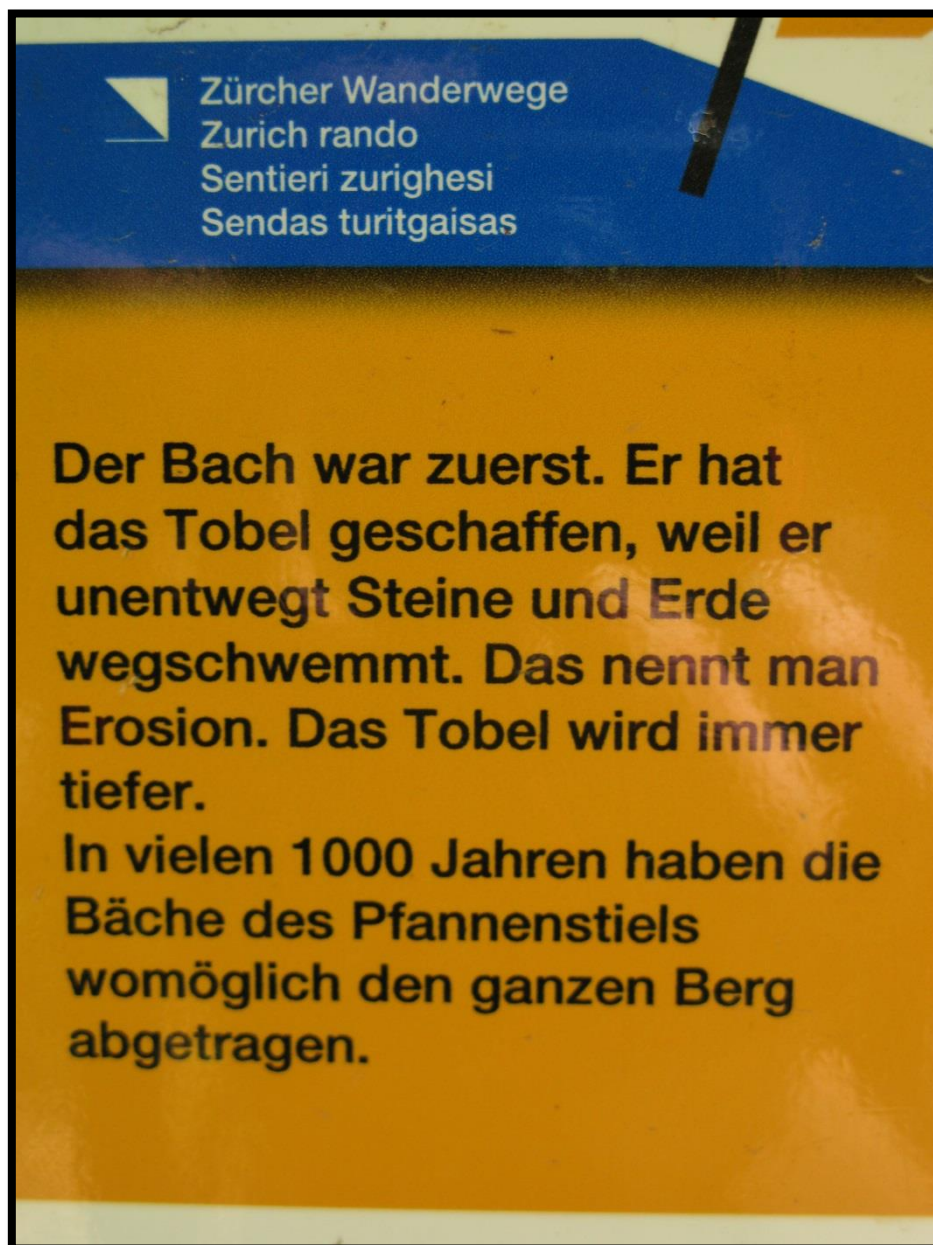 Zürcher Wanderwege
Zurich rando
Sentieri zurighesi
Sendas turitgaisas
Der Bach war zuerst. Er hat
das Tobel geschaffen, weil er
unentwegt Steine und Erde
wegschwemmt. Das nennt man
Erosion. Das Tobel wird immer
tiefer.
In vielen 1000 Jahren haben die
Bäche des Pfannenstiels
womöglich den ganzen Berg
abgetragen.